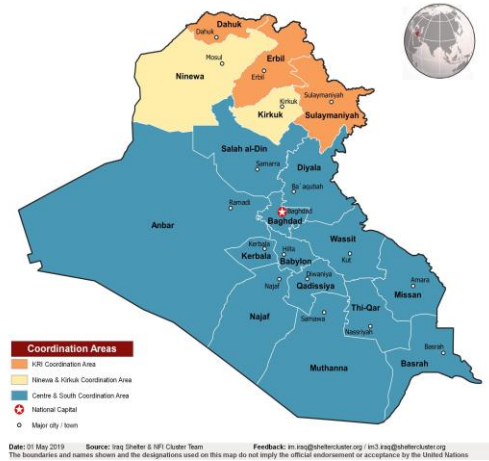 Dahuk
Dahuk
Mosul
Erbil
Ninewa
Erbil
Sulaymaniyah
Kirkuk
Kirkuk
Sulaymaniyah
Salah al-Din
Samarra
Diyala
Ba`aqubah
Ramadi
Baghdad
Anbar
Baghdad
Wassit
Kerbala
Hilla
Kerbala
Babylon
Kut
Najaf
Diwaniya
Qadissiya
Amara
Missan
Thi-Qar
Najaf
Samawa
Nassriyah
Basrah
Muthanna
Basrah
Coordination Areas
KRI Coordination Area
Ninewa & Kirkuk Coordination Area
Centre & South Coordination Area
National Capital
Major city / town
Date: 01 May 2019 Source: Iraq Shelter & NFI Cluster Team Feedback: im.iraq@sheltercluster.org / im3.iraq@sheltercluster.org
The boundaries and names shown and the designations used on this map do not imply the official endorsement or acceptance by the United Nations